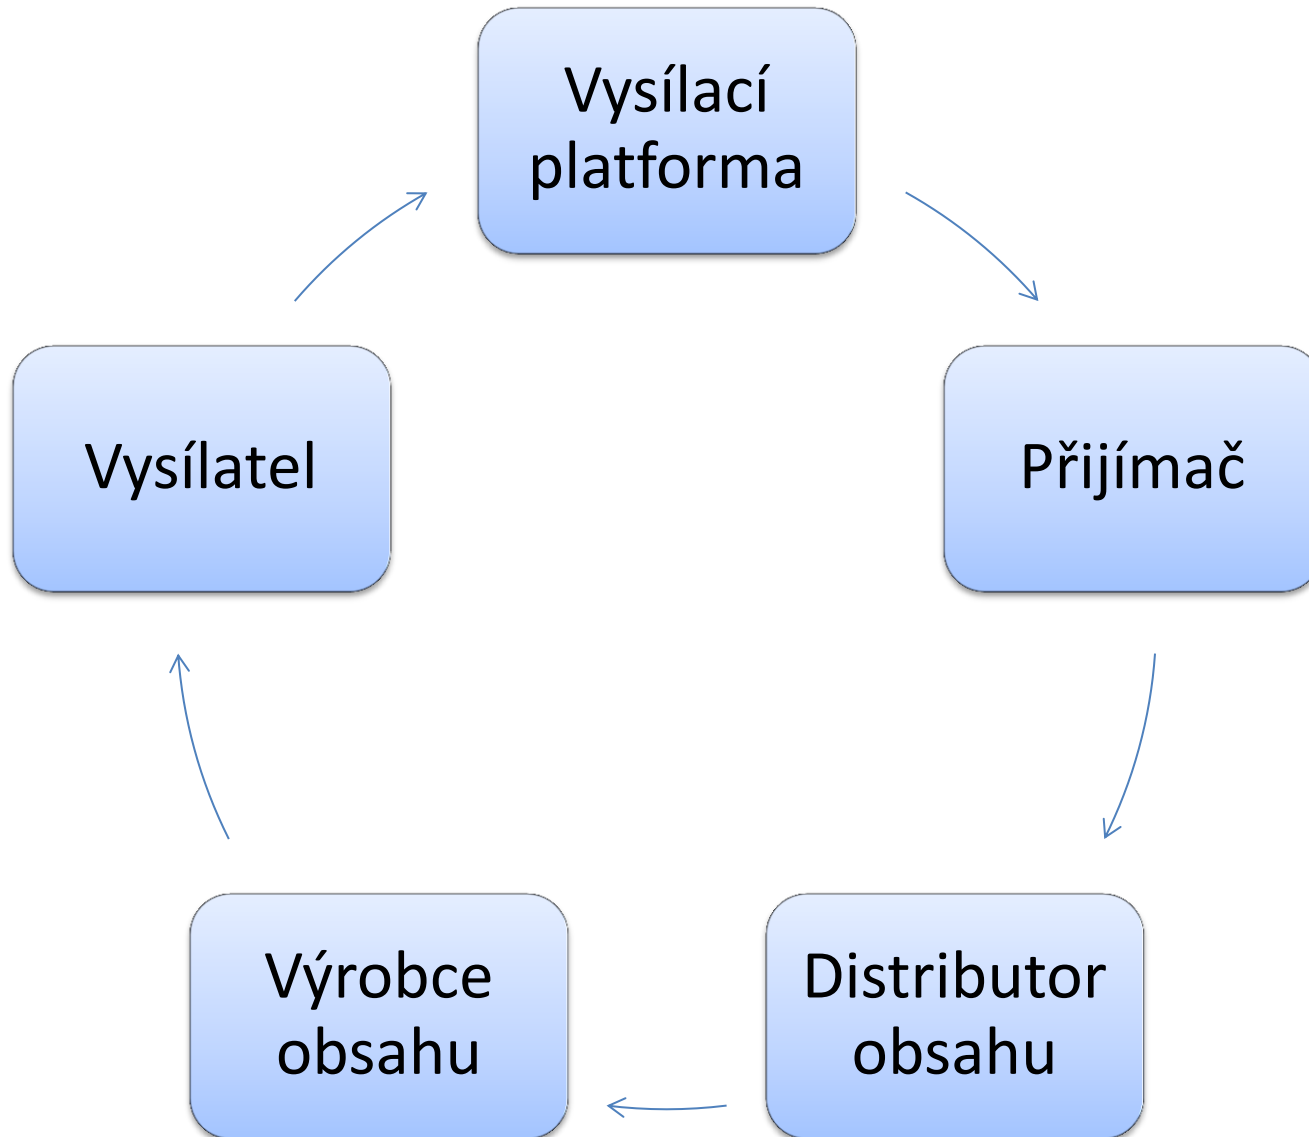 Vysílací
platforma
Vysílatel
Přijímač
Výrobce
obsahu
Distributor
obsahu